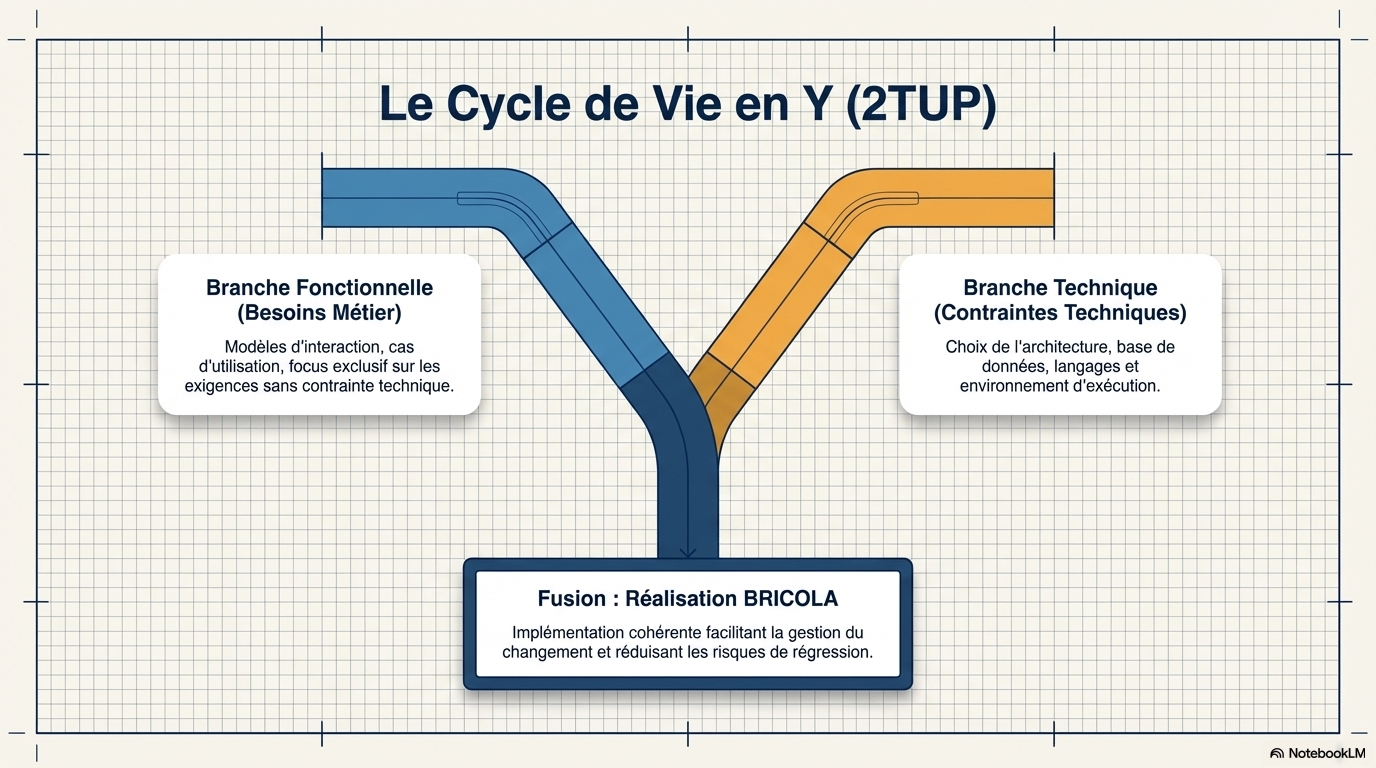 Le Cycle de Vie en Y (2TUP)
Branche Fonctionnelle
(Besoins Métier)
Modèles d'interaction, cas
d'utilisation, focus exclusif sur les
exigences sans contrainte technique.
Branche Technique
(Contraintes Techniques)
Choix de l'architecture, base de
données, langages et
environnement d'exécution.
Fusion : Réalisation BRICOLA
Implémentation cohérente facilitant la gestion du
changement et réduisant les risques de régression.
NotebookLM